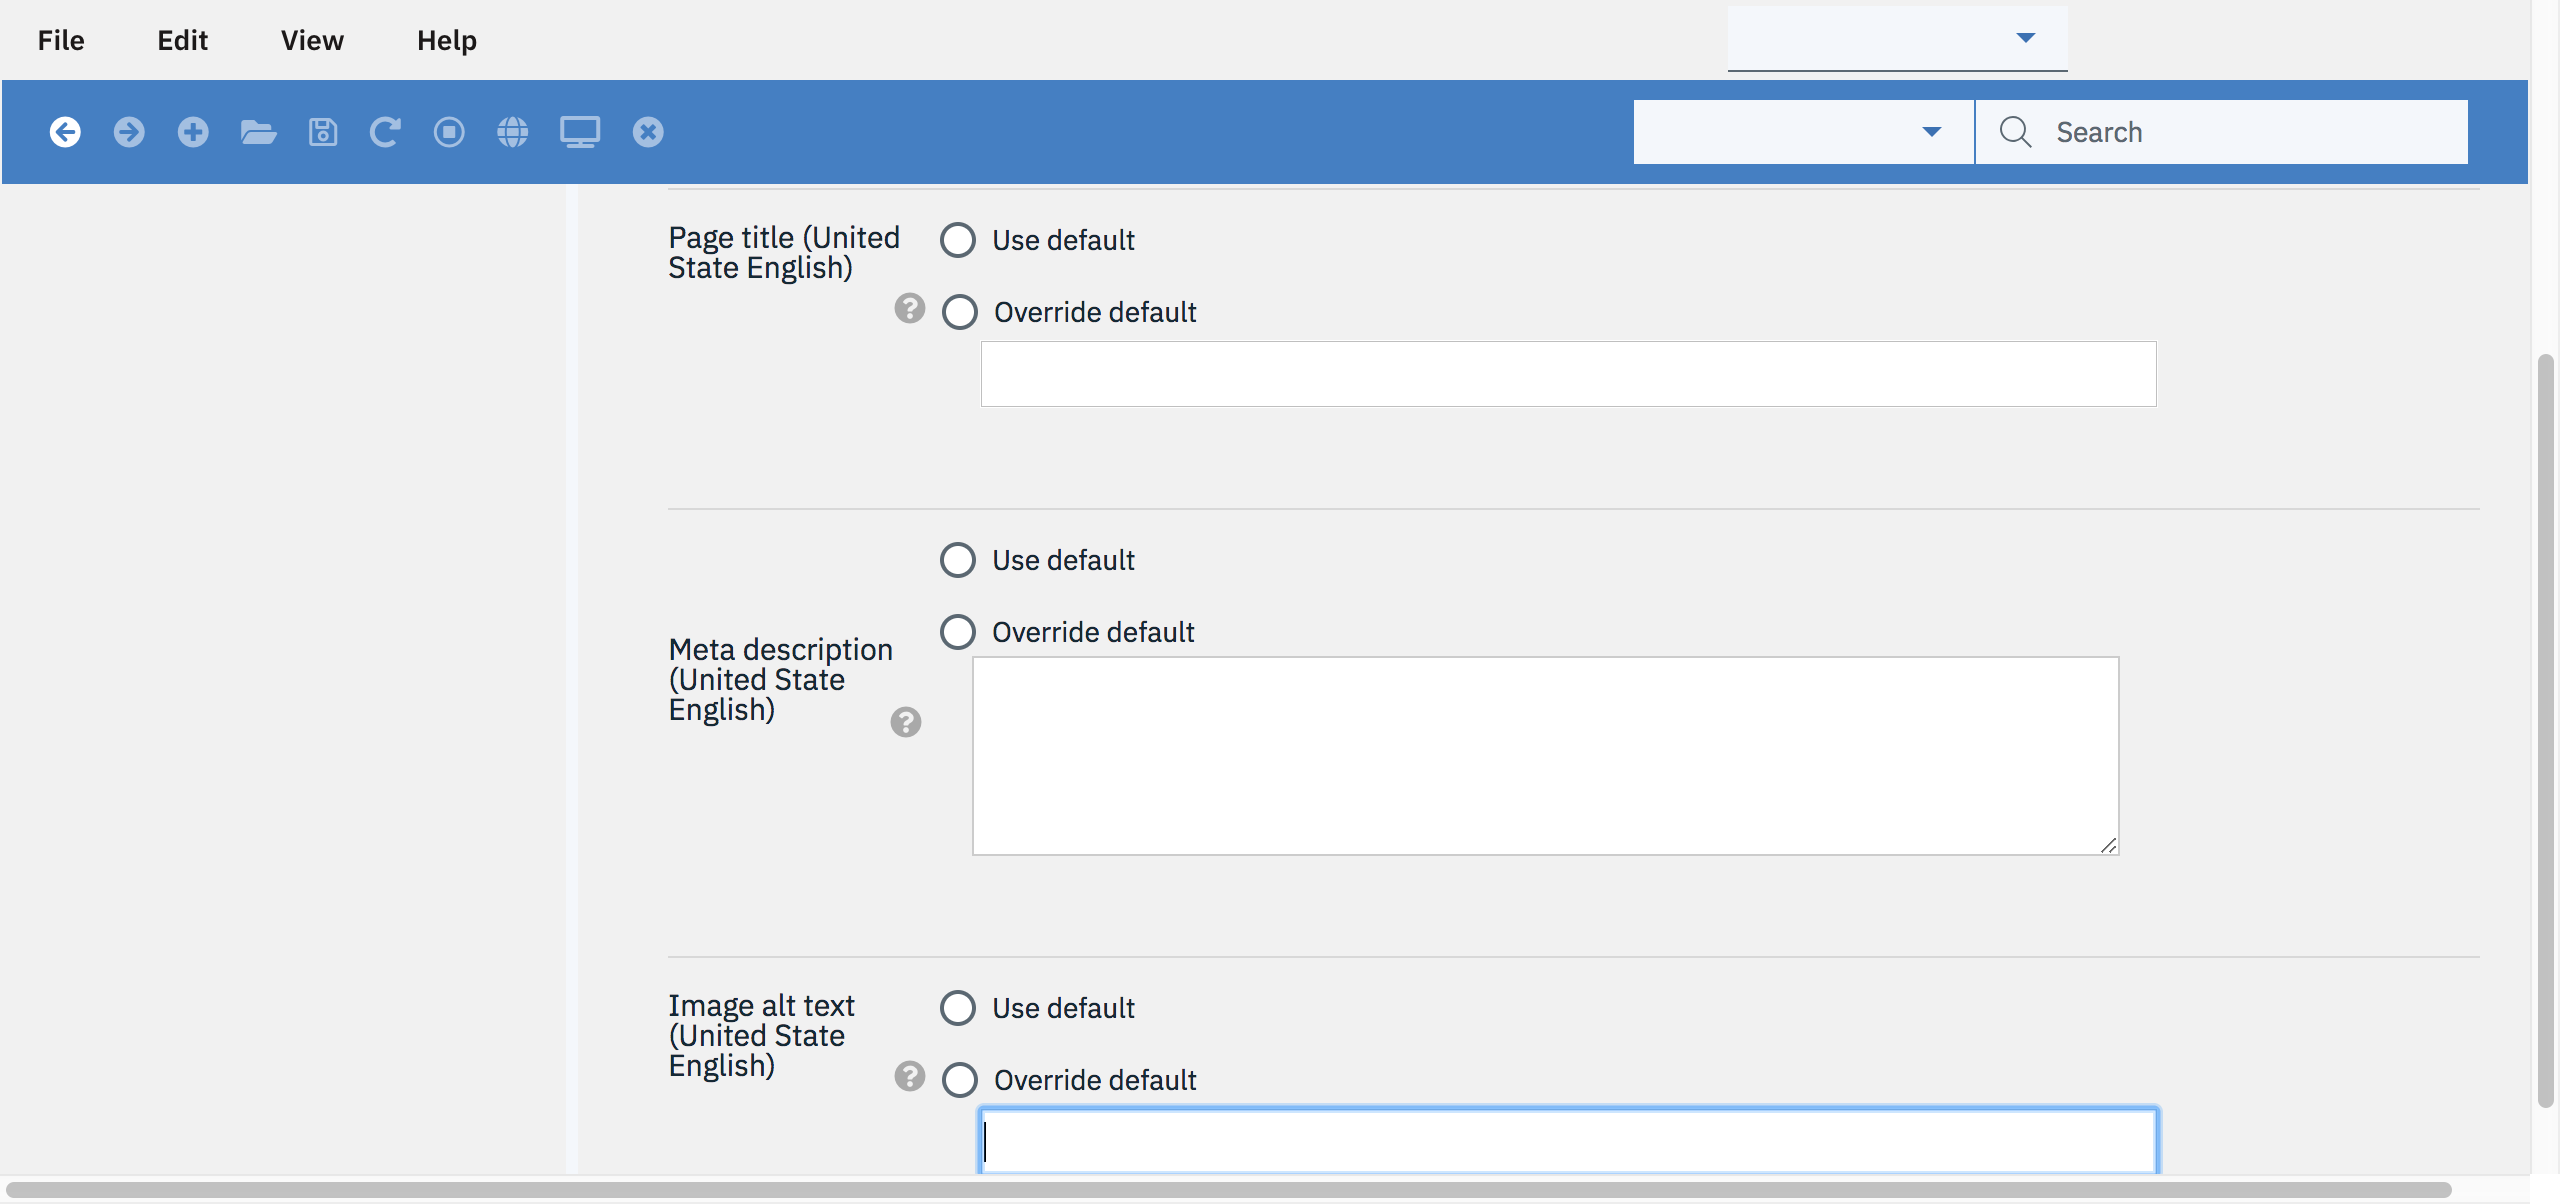 File Edit View Help
Search
Page title (United
State English)
Use default
Override default
Use default
Override default
Meta description
(United State
English)
Image alt text
(United State
English)
Use default
Override default